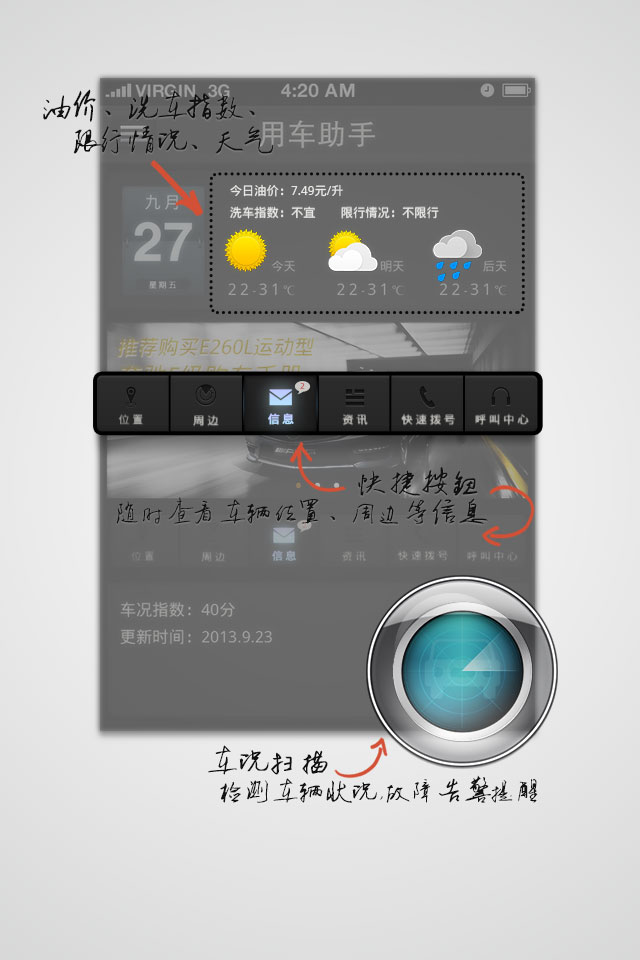 VIRGIN 3G 4:20 AM
油价、洗车指数、
限行情况、天气
用车助手
九月
27
星期五
今日油价：7.49元/升
洗车指数：不宜 限行情况：不限行
今天 明天 后天
22-31℃ 22-31℃ 22-31℃
推荐购买E260L运动型
2
位置 周边 信息 资讯 快速拨号 呼叫中心
快捷按钮
随时查看车辆位置、周边等信息
位置 周边 信息 资讯 快速拨号 呼叫中心
车况指数：40分
更新时间：2013.9.23
车况扫描
检测车辆状况,故障告警提醒